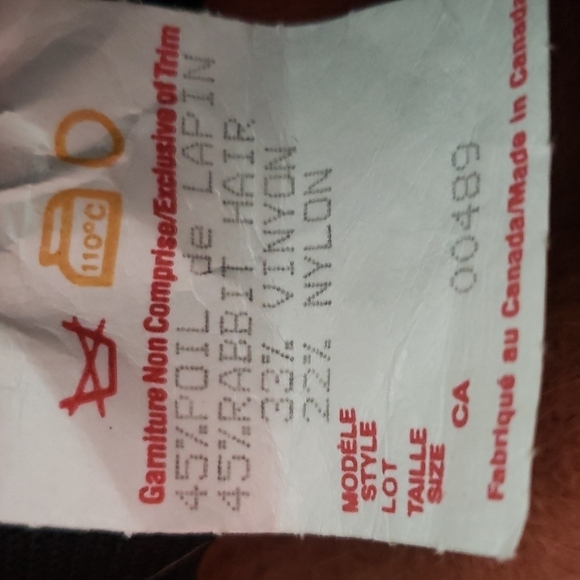 110°C
Garniture Non Comprise/Exclusive of Trim
45% POIL de LAPIN
45% RABBIT HAIR
33% VINYON
22% NYLON
MODÈLE
STYLE
LOT
TAILLE
SIZE
CA 00489
Fabriqué au Canada/Made in Canada